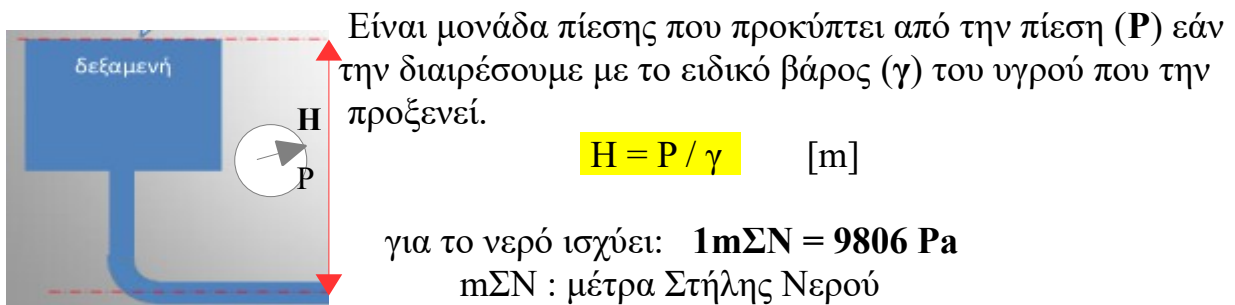 Είναι μονάδα πίεσης που προκύπτει από την πίεση (P) εάν
την διαιρέσουμε με το ειδικό βάρος (γ) του υγρού που την
προξενεί.
δεξαμενή
H
P
H = P / γ [m]
για το νερό ισχύει: 1mΣΝ = 9806 Pa
mΣΝ : μέτρα Στήλης Νερού